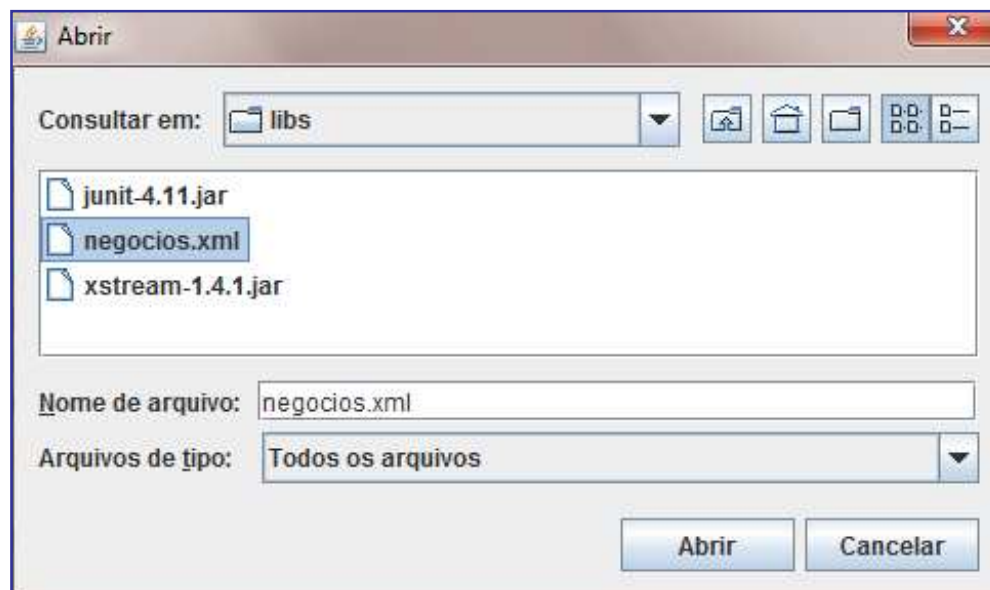 Abrir
Consultar em: libs
junit-4.11.jar
negocios.xml
xstream-1.4.1.jar
Nome de arquivo: negocios.xml
Arquivos de tipo: Todos os arquivos
Abrir Cancelar